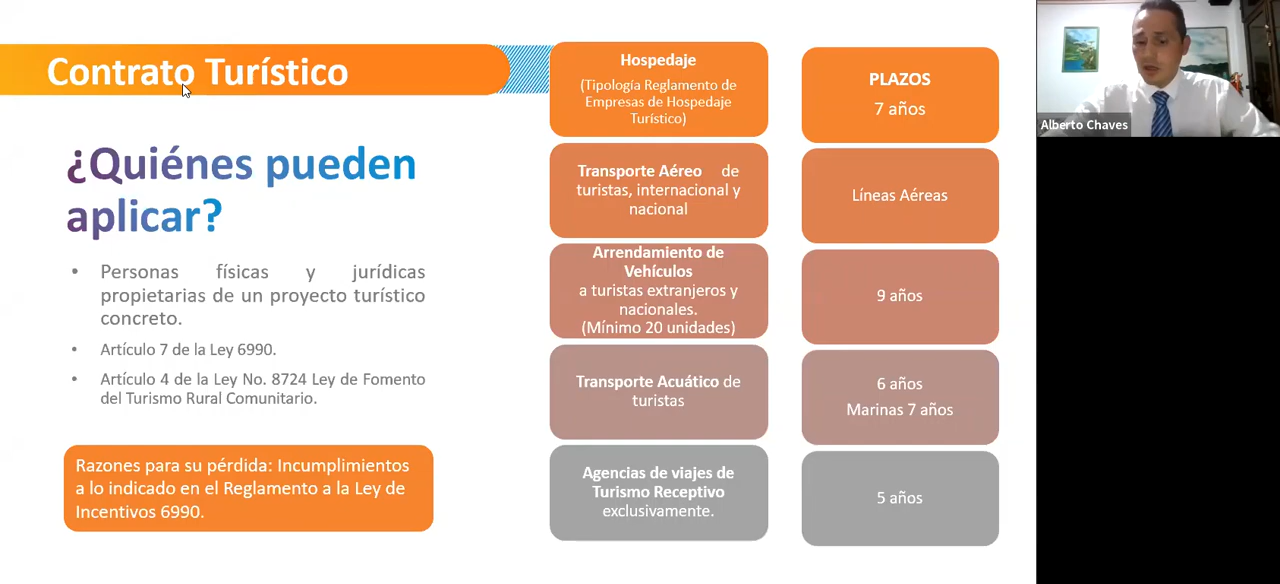 Contrato Turístico
¿Quiénes pueden
aplicar?
• Personas físicas y jurídicas
propietarias de un proyecto turístico
concreto.
• Artículo 7 de la Ley 6990.
• Artículo 4 de la Ley No. 8724 Ley de Fomento
del Turismo Rural Comunitario.
Razones para su pérdida: Incumplimientos
a lo indicado en el Reglamento a la Ley de
Incentivos 6990.
Hospedaje
(Tipología Reglamento de
Empresas de Hospedaje
Turístico)
PLAZOS
7 años
Transporte Aéreo de
turistas, internacional y
nacional
Líneas Aéreas
Arrendamiento de
Vehículos
a turistas extranjeros y
nacionales.
(Mínimo 20 unidades)
9 años
Transporte Acuático de
turistas
6 años
Marinas 7 años
Agencias de viajes de
Turismo Receptivo
exclusivamente.
5 años
Alberto Chaves